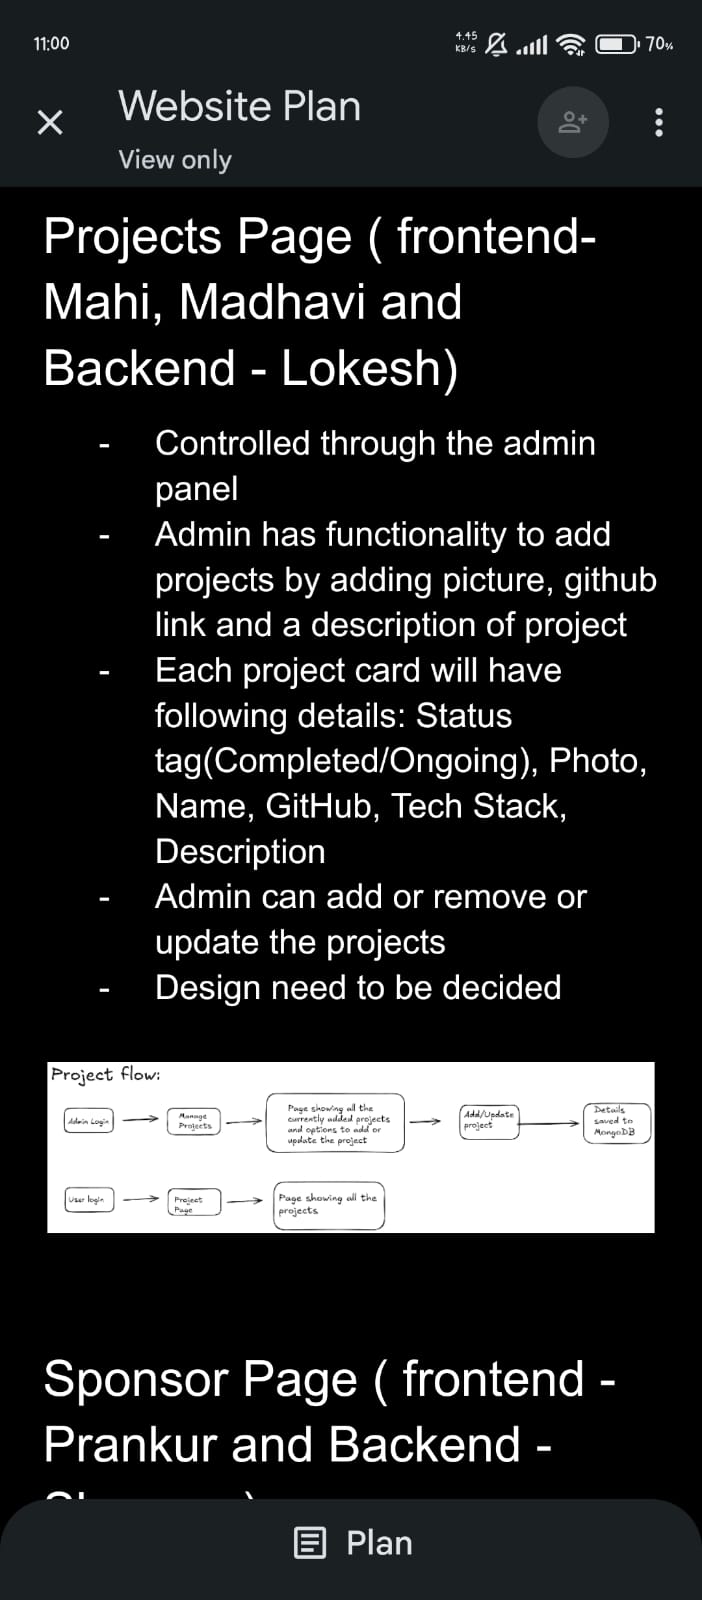 11:00
4.45
KB/s
70%
Website Plan
View only
Projects Page ( frontend-
Mahi, Madhavi and
Backend - Lokesh)
- Controlled through the admin
panel
- Admin has functionality to add
projects by adding picture, github
link and a description of project
- Each project card will have
following details: Status
tag(Completed/Ongoing), Photo,
Name, GitHub, Tech Stack,
Description
- Admin can add or remove or
update the projects
- Design need to be decided
Project flow:
Admin Login
Manage
Projects
Page showing all the
currently added projects
and options to add or
update the project
Add/Update
project
Details
saved to
MongoDB
User login
Project
Page
Page showing all the
projects
Sponsor Page ( frontend -
Prankur and Backend -
Plan